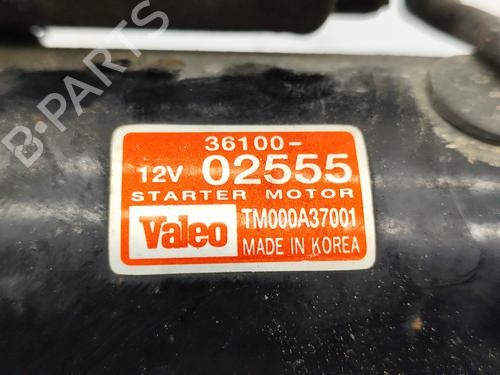 B-PARTS
36100-
12V 02555
STARTER MOTOR
Valeo TM000A37001
MADE IN KOREA